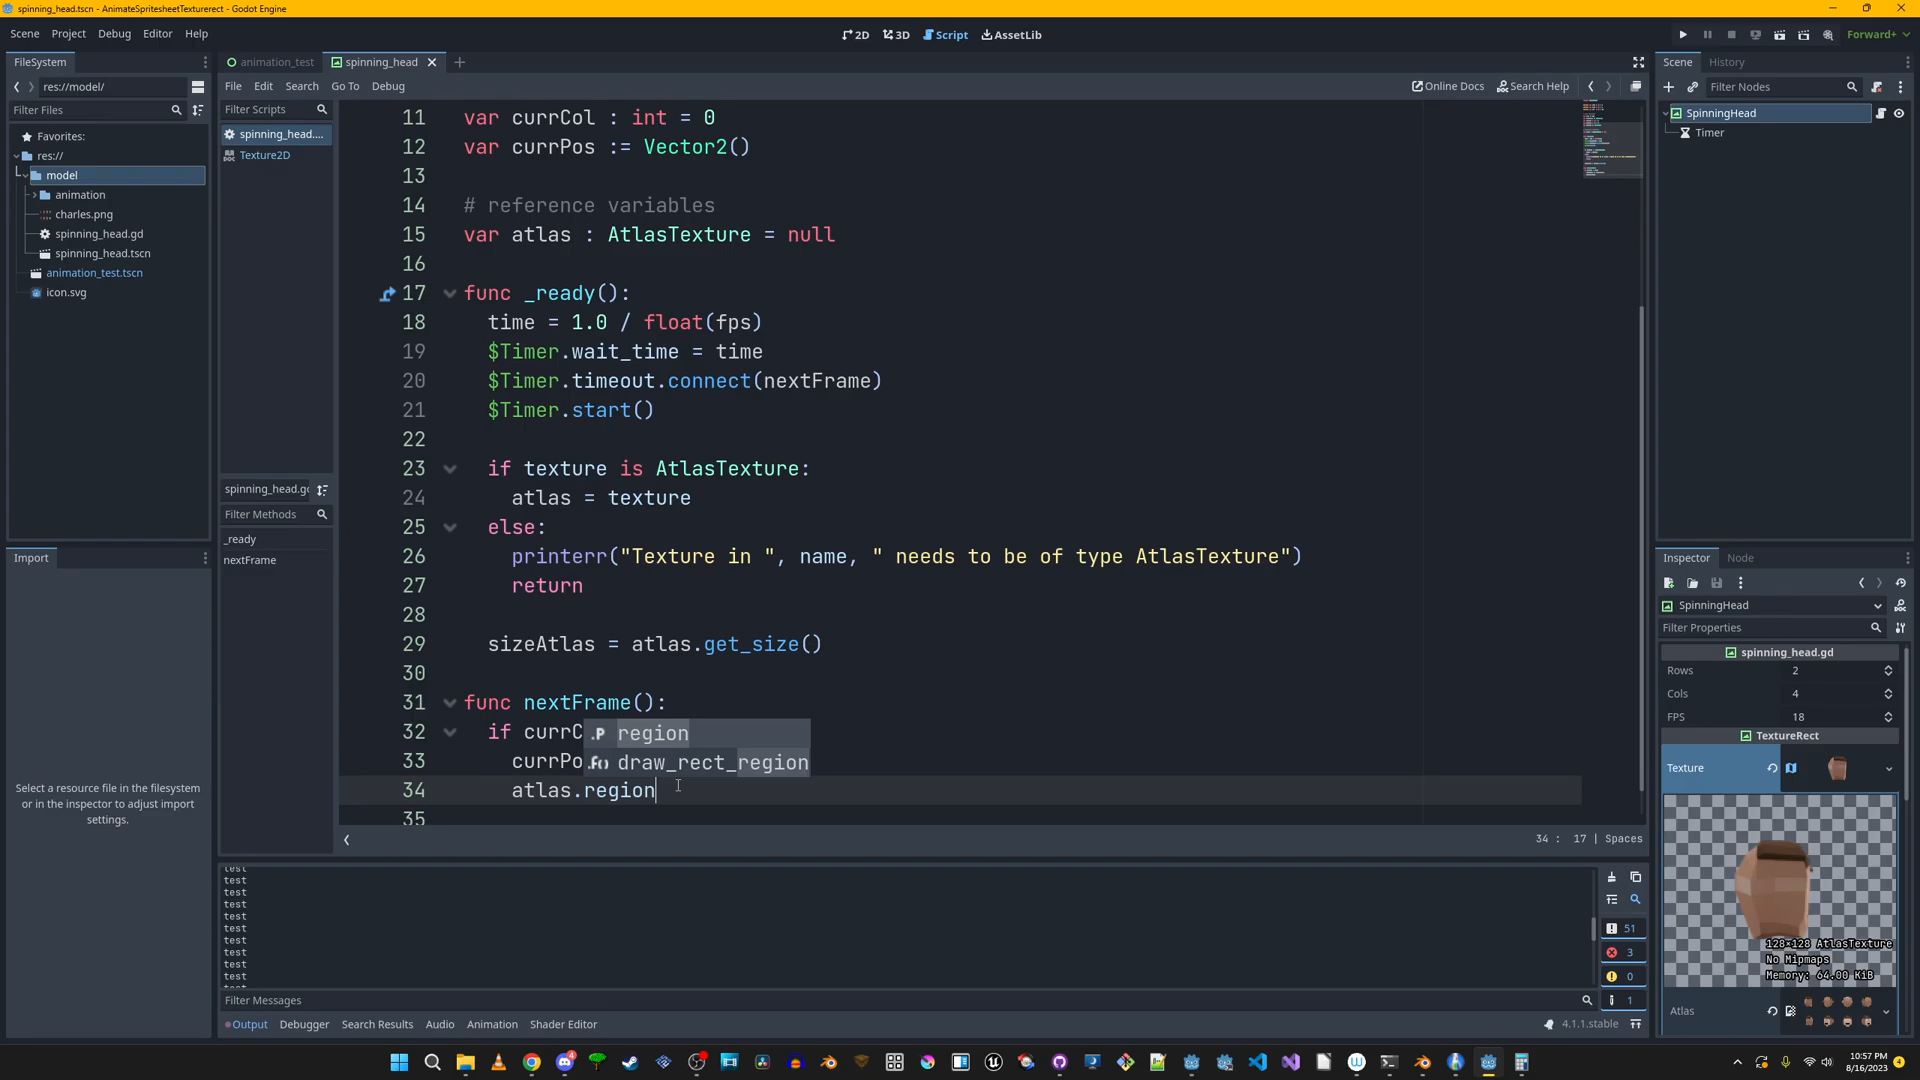 spinning_head.tscn - AnimateSpritesheetTexturerect - Godot Engine
Scene Project Debug Editor Help
2D 3D Script AssetLib
Forward+
FileSystem
res://model/
Filter Files
Favorites:
res://
model
animation
charles.png
spinning_head.gd
spinning_head.tscn
animation_test.tscn
icon.svg
Import
Select a resource file in the filesystem
or in the inspector to adjust import
settings.
animation_test spinning_head
File Edit Search Go To Debug
Online Docs Search Help
Filter Scripts
spinning_head....
Texture2D
spinning_head.gd
Filter Methods
_ready
nextFrame
11 var currCol : int = 0
12 var currPos := Vector2()
13
14 # reference variables
15 var atlas : AtlasTexture = null
16
17 func _ready():
18 time = 1.0 / float(fps)
19 $Timer.wait_time = time
20 $Timer.timeout.connect(nextFrame)
21 $Timer.start()
22
23 if texture is AtlasTexture:
24 atlas = texture
25 else:
26 printerr("Texture in ", name, " needs to be of type AtlasTexture")
27 return
28
29 sizeAtlas = atlas.get_size()
30
31 func nextFrame():
32 if currC
.P region
33 currPo
.f() draw_rect_region
34 atlas.region
35
34 : 17 | Spaces
test
test
test
test
test
test
test
test
test
test
51
3
0
1
Filter Messages
Output Debugger Search Results Audio Animation Shader Editor
4.1.1.stable
Scene History
Filter Nodes
SpinningHead
Timer
Inspector Node
SpinningHead
Filter Properties
spinning_head.gd
Rows 2
Cols 4
FPS 18
TextureRect
Texture
128×128 AtlasTexture
No Mipmaps
Memory: 64.00 KiB
Atlas
10:57 PM
8/16/2023